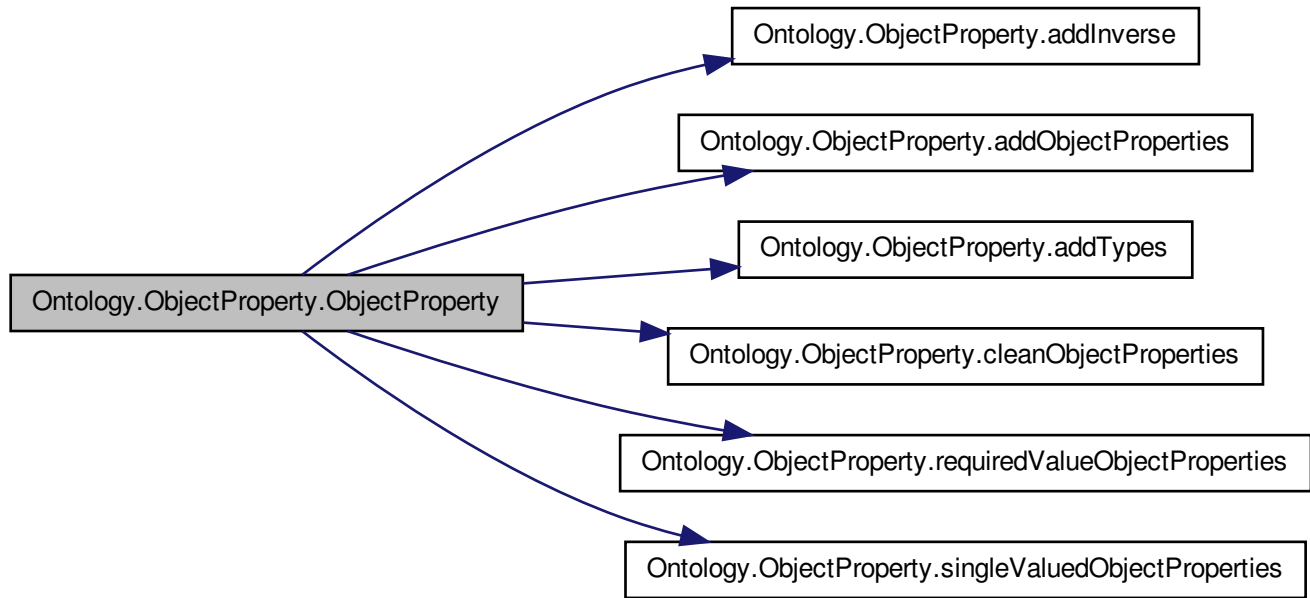 Ontology.ObjectProperty.addInverse
Ontology.ObjectProperty.addObjectProperties
Ontology.ObjectProperty.addTypes
Ontology.ObjectProperty.ObjectProperty
Ontology.ObjectProperty.cleanObjectProperties
Ontology.ObjectProperty.requiredValueObjectProperties
Ontology.ObjectProperty.singleValuedObjectProperties